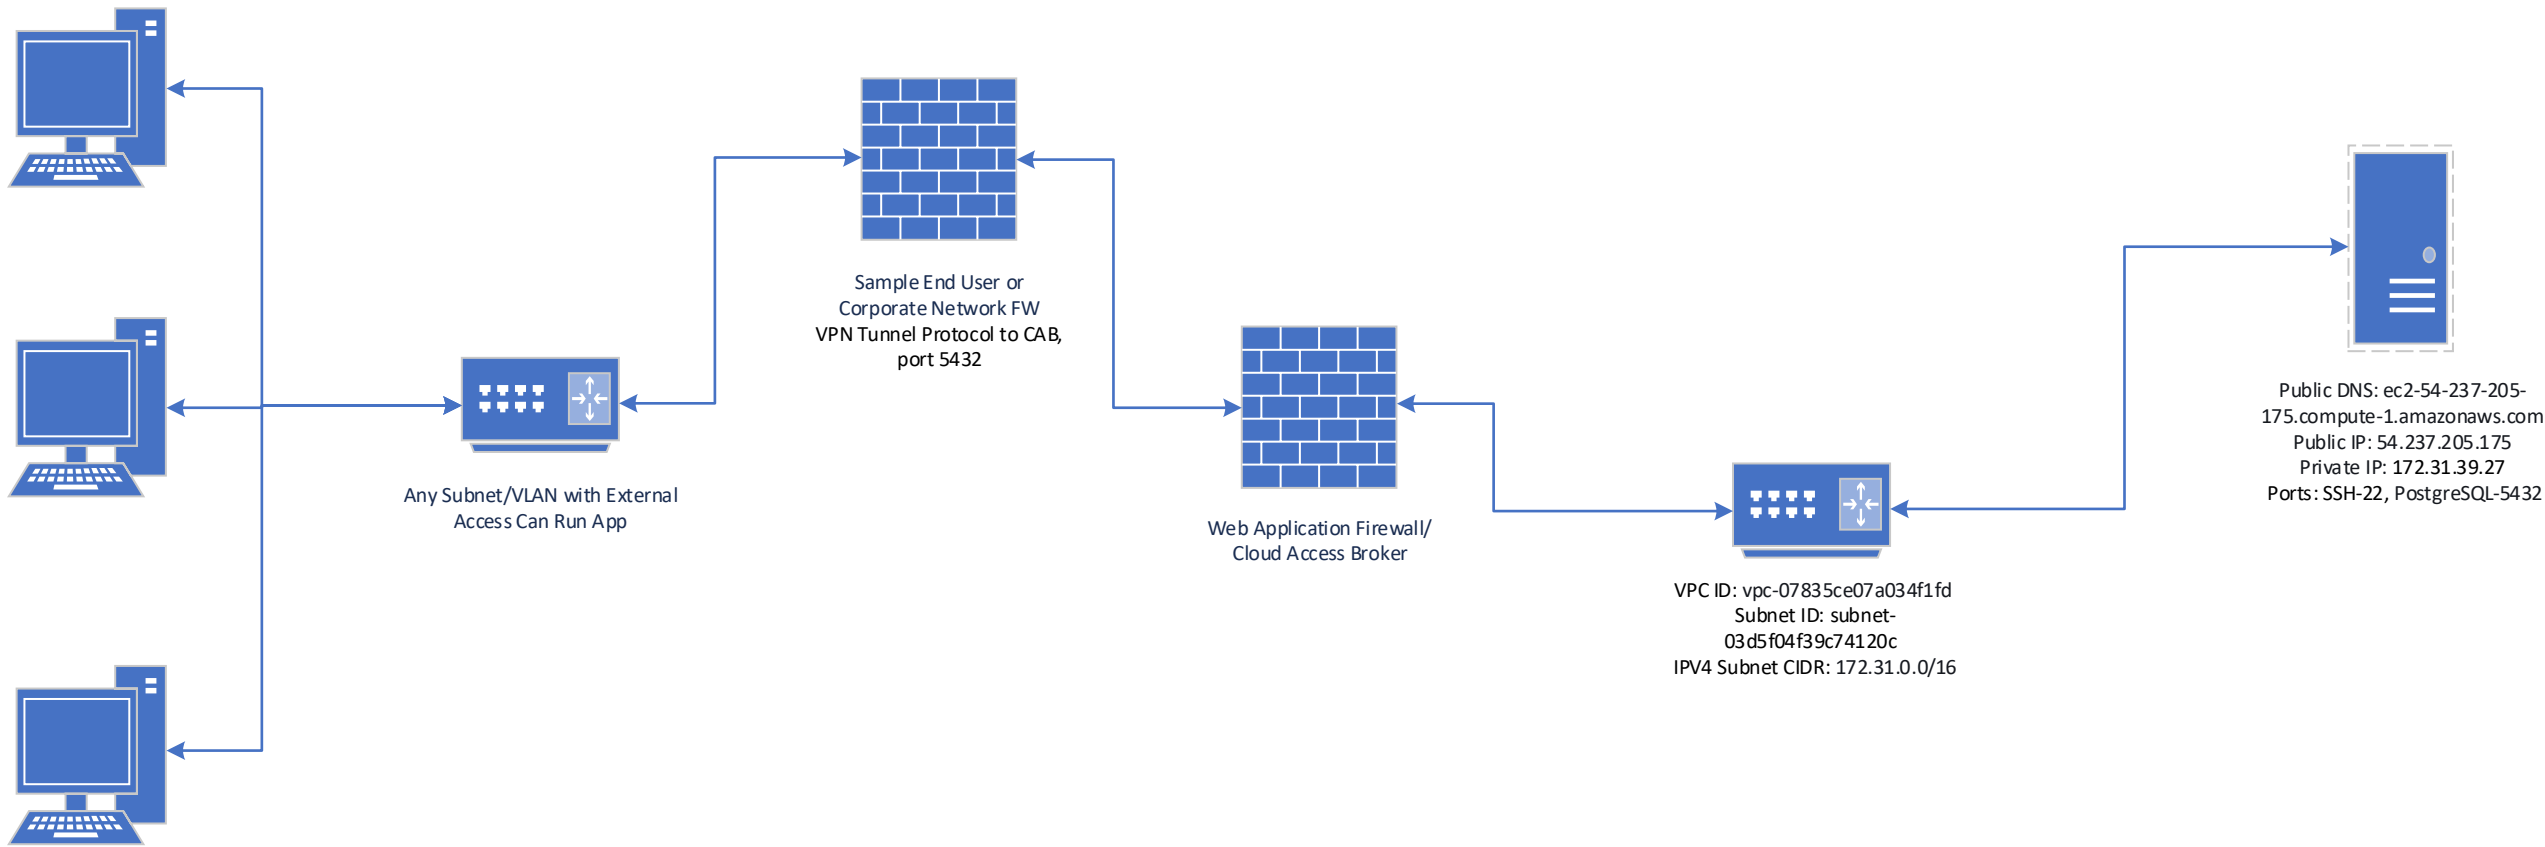 Sample End User or
Corporate Network FW
VPN Tunnel Protocol to CAB,
port 5432
Any Subnet/VLAN with External
Access Can Run App
Web Application Firewall/
Cloud Access Broker
VPC ID: vpc-07835ce07a034f1fd
Subnet ID: subnet-
03d5f04f39c74120c
IPV4 Subnet CIDR: 172.31.0.0/16
Public DNS: ec2-54-237-205-
175.compute-1.amazonaws.com
Public IP: 54.237.205.175
Private IP: 172.31.39.27
Ports: SSH-22, PostgreSQL-5432